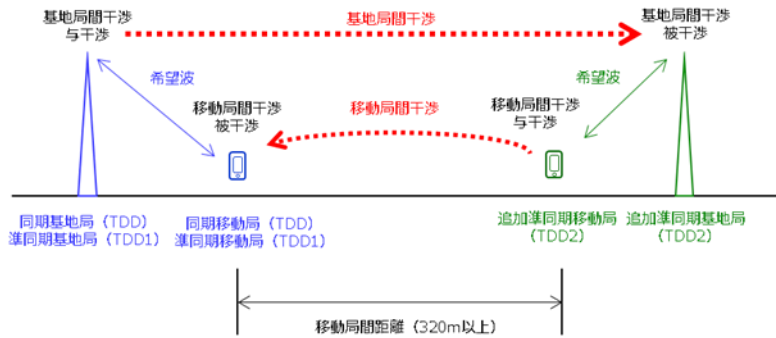 基地局間干渉
与干渉
基地局間干渉
基地局間干渉
被干渉
希望波
移動局間干渉
被干渉
移動局間干渉
移動局間干渉
与干渉
希望波
同期基地局（TDD）
準同期基地局（TDD1）
同期移動局（TDD）
準同期移動局（TDD1）
追加準同期移動局
（TDD2）
追加準同期基地局
（TDD2）
移動局間距離（320m以上）